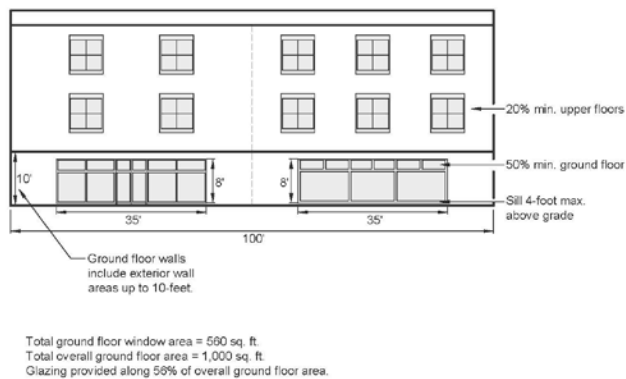 20% min. upper floors
50% min. ground floor
10'
8'
8'
Sill 4-foot max.
above grade
35'
35'
100'
Ground floor walls
include exterior wall
areas up to 10-feet.
Total ground floor window area = 560 sq. ft.
Total overall ground floor area = 1,000 sq. ft.
Glazing provided along 56% of overall ground floor area.